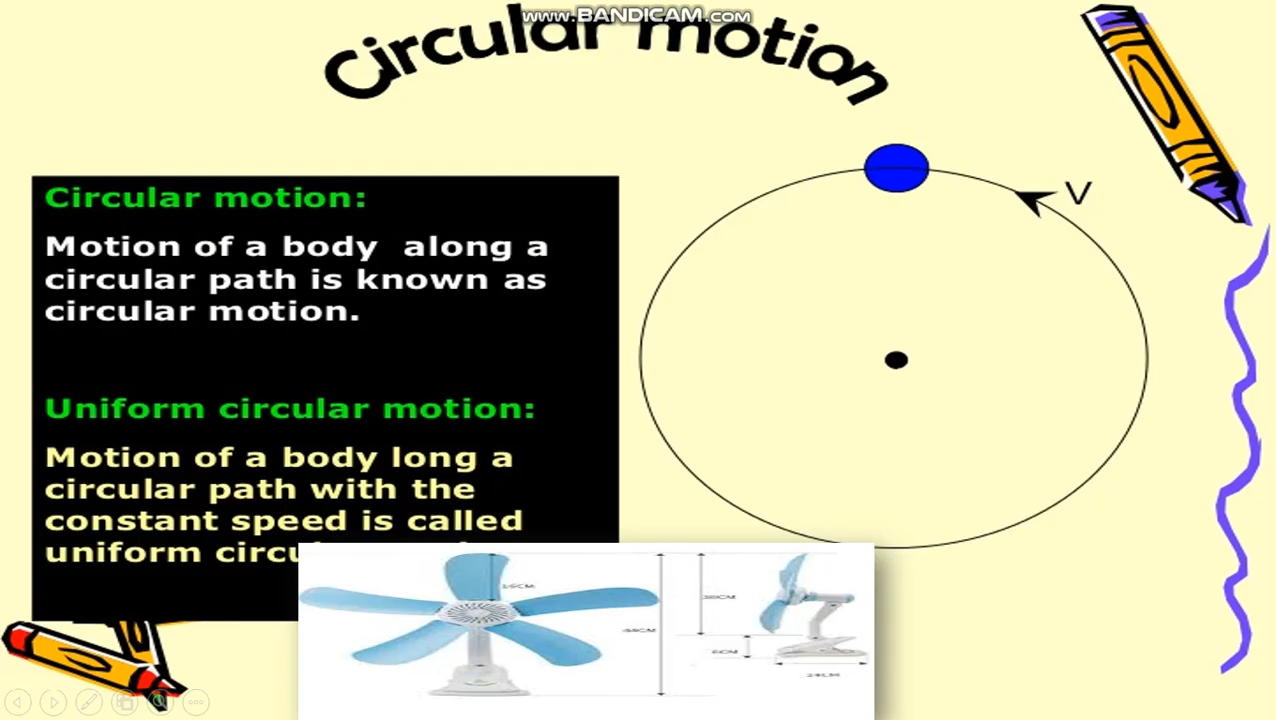 www.BANDICAM.com
Circular motion
Circular motion:
Motion of a body along a
circular path is known as
circular motion.
V
Uniform circular motion:
Motion of a body long a
circular path with the
constant speed is called
uniform